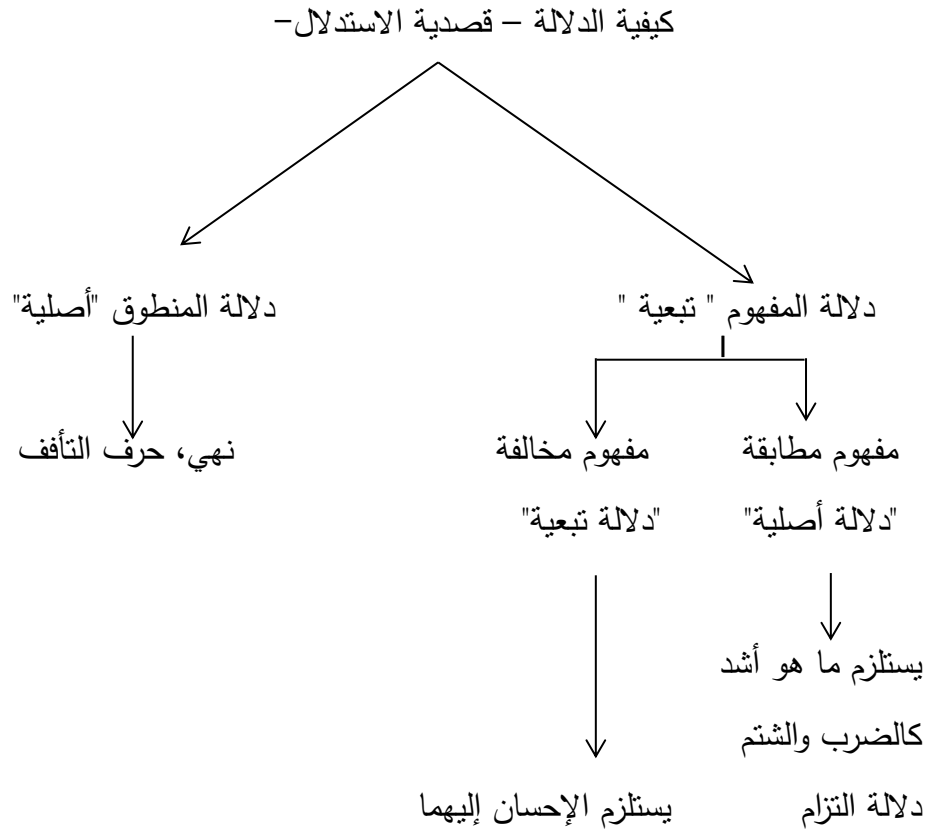 كيفية الدلالة – قصدية الاستدلال–
دلالة المفهوم " تبعية "
دلالة المنطوق "أصلية"
مفهوم مطابقة
مفهوم مخالفة
نهي، حرف التأفف
"دلالة أصلية"
"دلالة تبعية"
يستلزم ما هو أشد
كالضرب والشتم
دلالة التزام
يستلزم الإحسان إليهما